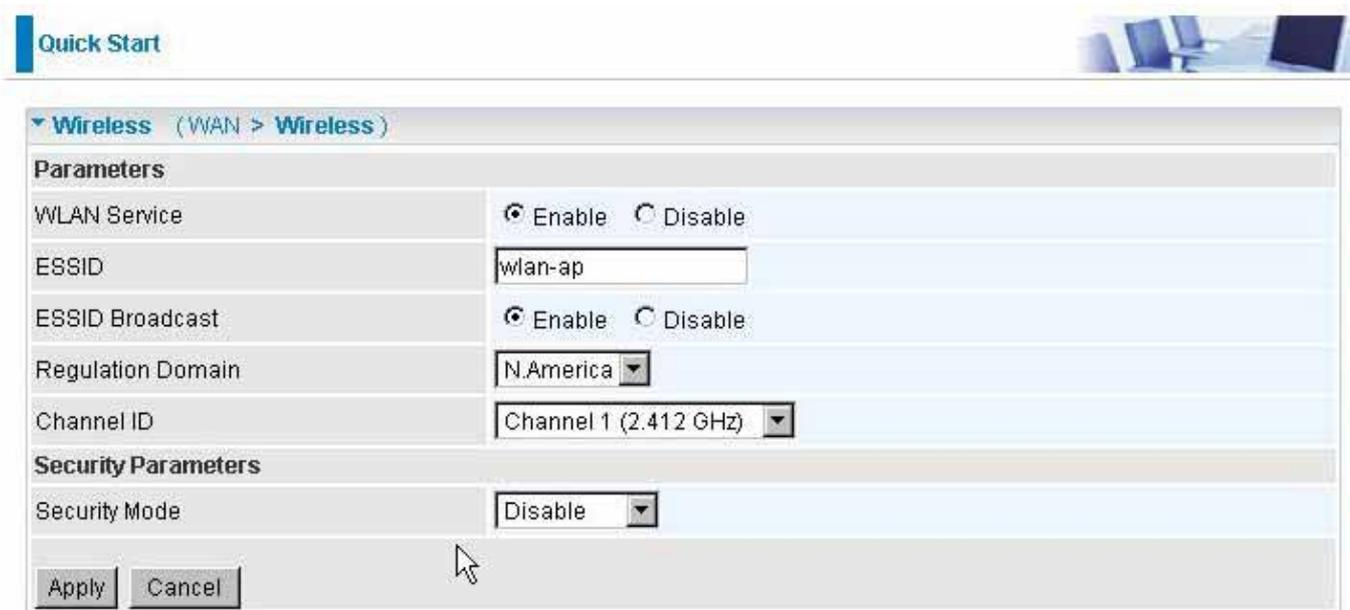 Quick Start
Wireless (WAN > Wireless)
Parameters
WLAN Service Enable Disable
ESSID wlan-ap
ESSID Broadcast Enable Disable
Regulation Domain N.America
Channel ID Channel 1 (2.412 GHz)
Security Parameters
Security Mode Disable
Apply Cancel